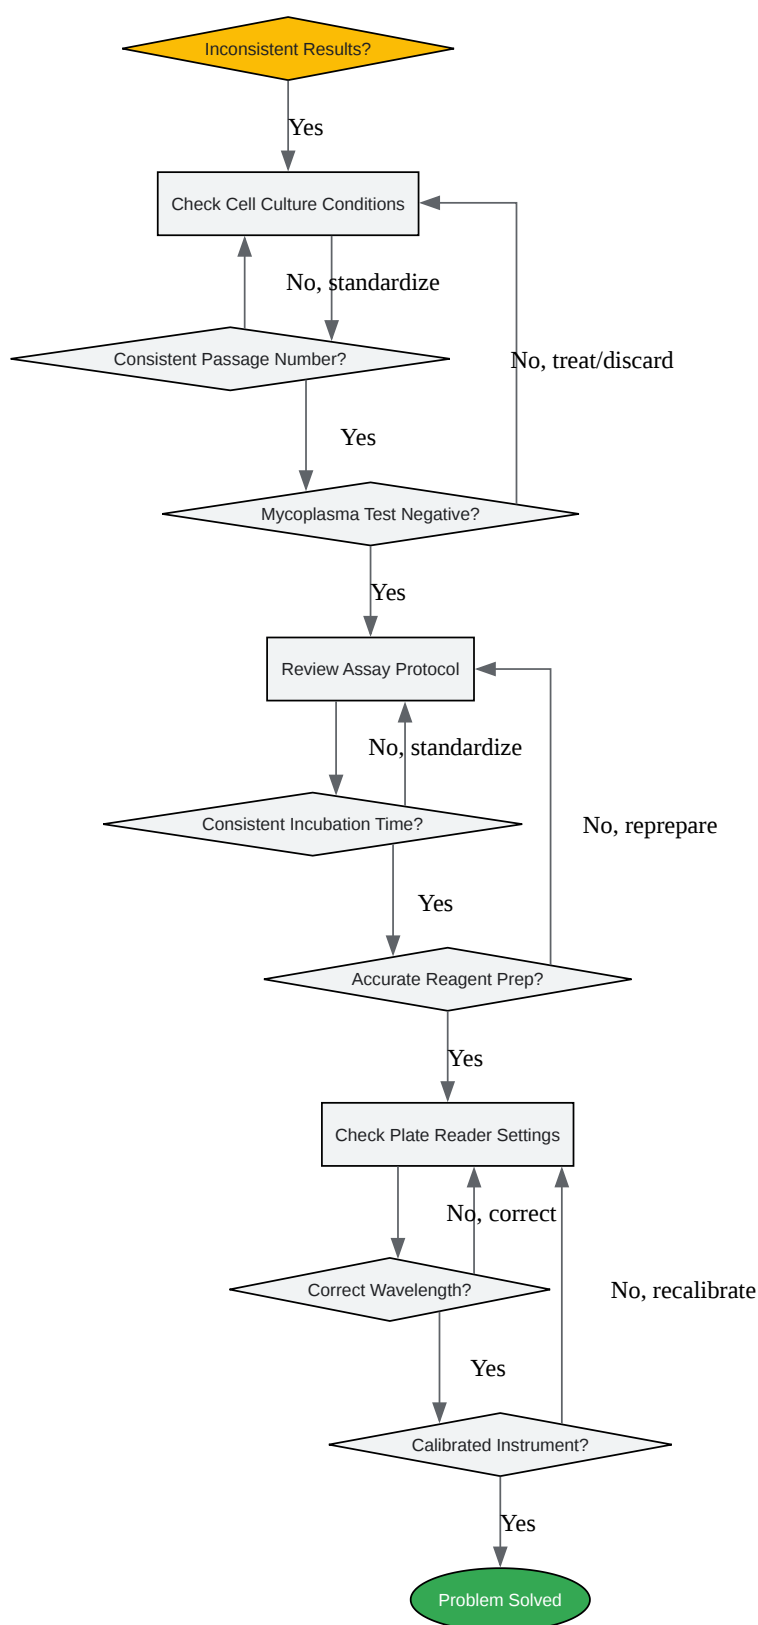 Inconsistent Results?
Yes
Check Cell Culture Conditions
No, standardize
Consistent Passage Number?
No, treat/discard
Yes
Mycoplasma Test Negative?
Yes
Review Assay Protocol
No, standardize
Consistent Incubation Time?
No, reprepare
Yes
Accurate Reagent Prep?
Yes
Check Plate Reader Settings
No, correct
Correct Wavelength?
No, recalibrate
Yes
Calibrated Instrument?
Yes
Problem Solved